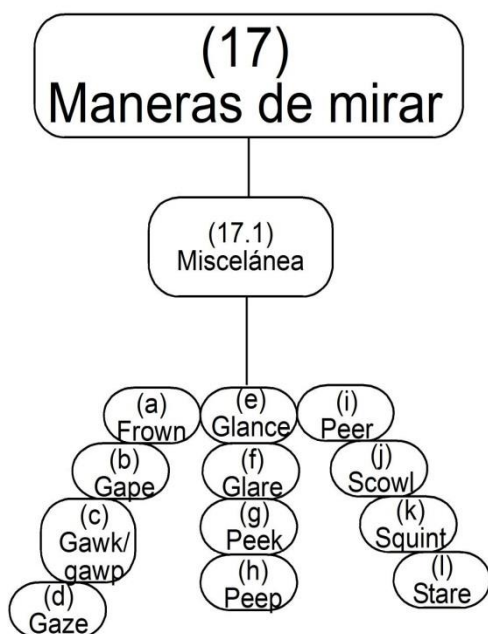 (17)
Maneras de mirar
(17.1)
Miscelánea
(a)
Frown
(b)
Gape
(c)
Gawk/
gawp
(d)
Gaze
(e)
Glance
(f)
Glare
(g)
Peek
(h)
Peep
(i)
Peer
(j)
Scowl
(k)
Squint
(l)
Stare